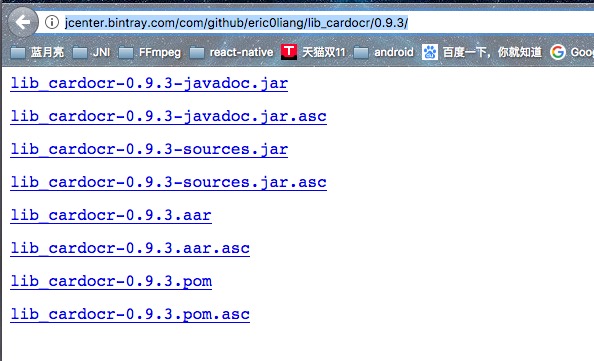 jcenter.bintray.com/com/github/eric0liang/lib_cardocr/0.9.3/
蓝月亮 JNI FFmpeg react-native T 天猫双11 android 百度一下，你就知道 G Goo
lib_cardocr-0.9.3-javadoc.jar
lib_cardocr-0.9.3-javadoc.jar.asc
lib_cardocr-0.9.3-sources.jar
lib_cardocr-0.9.3-sources.jar.asc
lib_cardocr-0.9.3.aar
lib_cardocr-0.9.3.aar.asc
lib_cardocr-0.9.3.pom
lib_cardocr-0.9.3.pom.asc